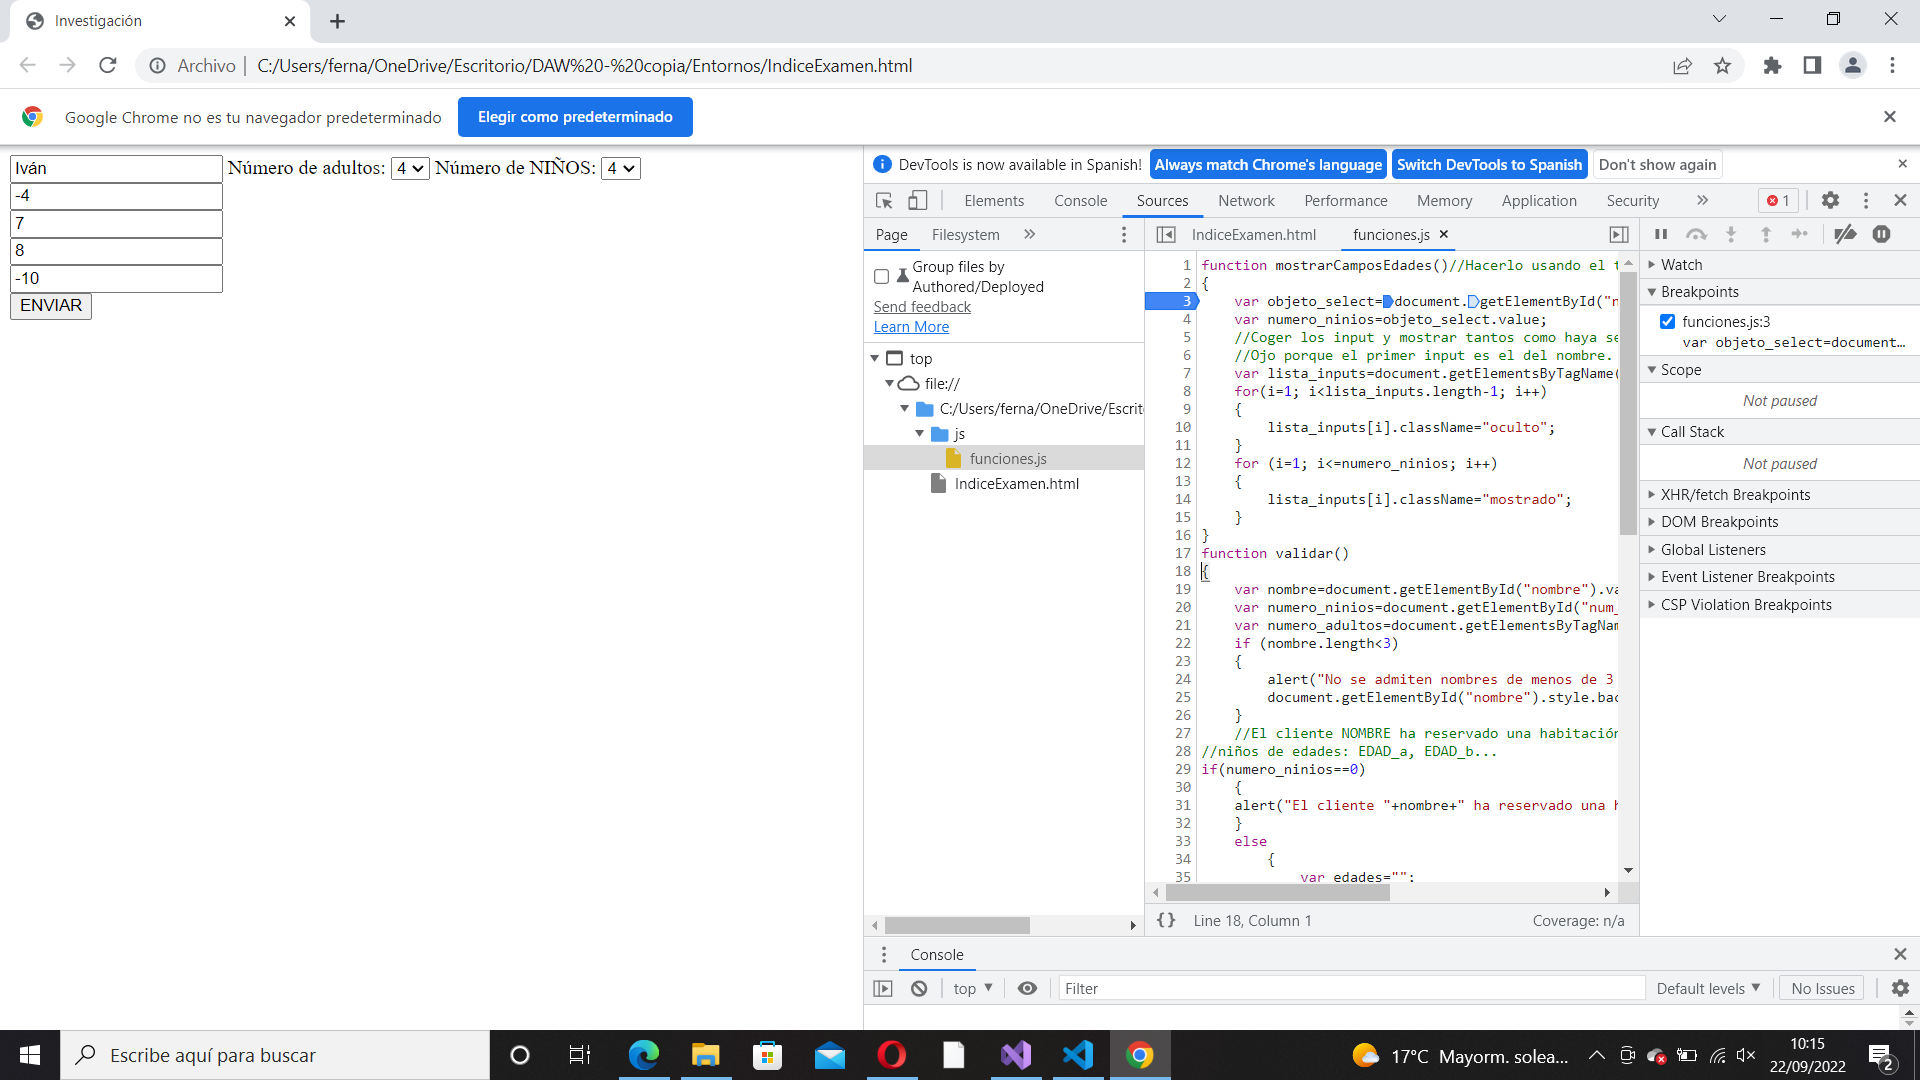 Investigación
Archivo | C:/Users/ferna/OneDrive/Escritorio/DAW%20-%20copia/Entornos/IndiceExamen.html
Google Chrome no es tu navegador predeterminado
Elegir como predeterminado
Iván Número de adultos: 4 Número de NIÑOS: 4
-4
7
8
-10
ENVIAR
DevTools is now available in Spanish! Always match Chrome's language Switch DevTools to Spanish Don't show again
Elements Console Sources Network Performance Memory Application Security 1
Page Filesystem
Group files by
Authored/Deployed
Send feedback
Learn More
top
file://
C:/Users/ferna/OneDrive/Escrit
js
funciones.js
IndiceExamen.html
IndiceExamen.html funciones.js
1 function mostrarCamposEdades()//Hacerlo usando el t
2 {
3 var objeto_select=document.getElementById("n
4 var numero_ninios=objeto_select.value;
5 //Coger los input y mostrar tantos como haya se
6 //Ojo porque el primer input es el del nombre.
7 var lista_inputs=document.getElementsByTagName(
8 for(i=1; i<lista_inputs.length-1; i++)
9 {
10 lista_inputs[i].className="oculto";
11 }
12 for (i=1; i<=numero_ninios; i++)
13 {
14 lista_inputs[i].className="mostrado";
15 }
16 }
17 function validar()
18 {
19 var nombre=document.getElementById("nombre").va
20 var numero_ninios=document.getElementById("num_
21 var numero_adultos=document.getElementsByTagNam
22 if (nombre.length<3)
23 {
24 alert("No se admiten nombres de menos de 3
25 document.getElementById("nombre").style.bac
26 }
27 //El cliente NOMBRE ha reservado una habitación
28 //niños de edades: EDAD_a, EDAD_b...
29 if(numero_ninios==0)
30 {
31 alert("El cliente "+nombre+" ha reservado una h
32 }
33 else
34 {
35 var edades="";
{} Line 18, Column 1 Coverage: n/a
Watch
Breakpoints
funciones.js:3
var objeto_select=document…
Scope
Not paused
Call Stack
Not paused
XHR/fetch Breakpoints
DOM Breakpoints
Global Listeners
Event Listener Breakpoints
CSP Violation Breakpoints
Console
top Filter Default levels No Issues
Escribe aquí para buscar
17°C Mayorm. solea...
10:15
22/09/2022
2